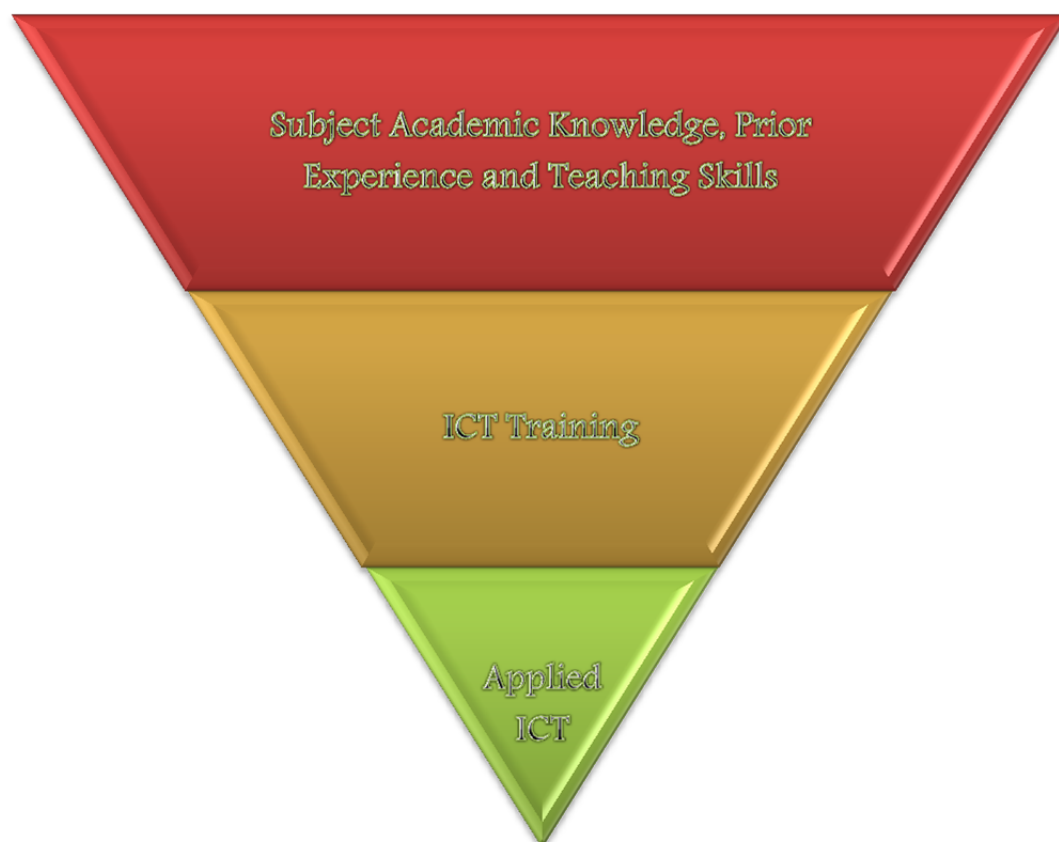 Subject Academic Knowledge, Prior
Experience and Teaching Skills
ICT Training
Applied
ICT